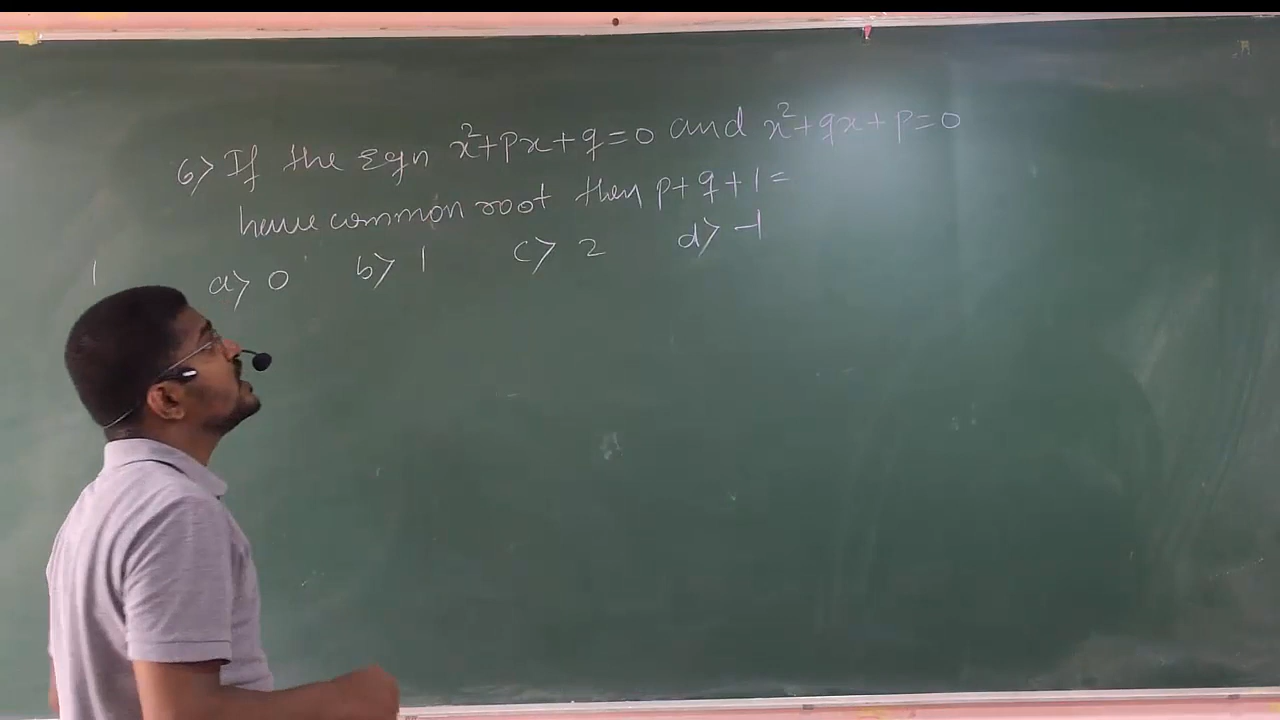 6> If the Eqn x²+px+q=0 and x²+qx+p=0
have common root then p+q+1=
a> 0 b> 1 c> 2 d> -1